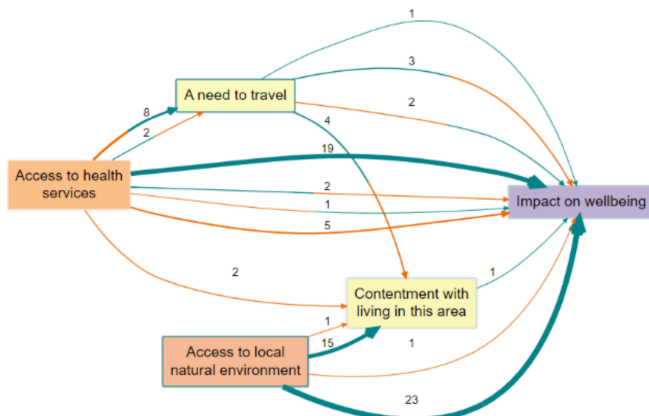 1
3
A need to travel
2
8
4
2
19
Access to health
services
2
1
Impact on wellbeing
5
2
1
Contentment with
living in this area
1
15
1
Access to local
natural environment
23